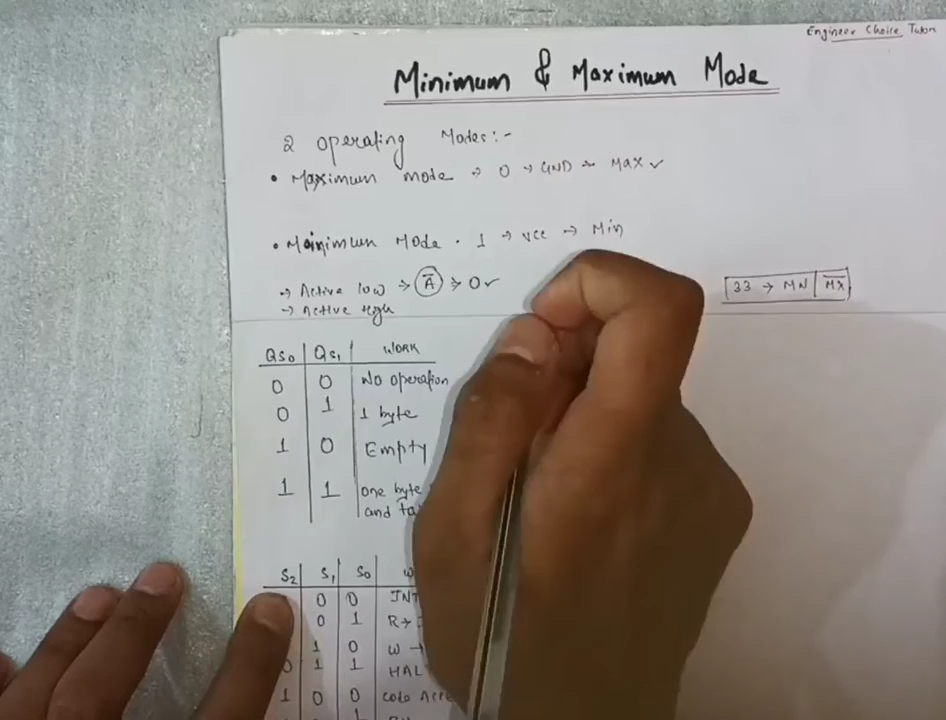 Engineer Choice Tutor
Minimum & Maximum Mode
2 Operating Modes:-
• Maximum mode → 0 → GND → Max ✓
• Minimum Mode . 1 → vcc → Min
→ Active low → A̅ → 0 ✓
33 → MN | M̅X̅
→ Active High
QS0 QS1 WORK
0 0 No operation
0 1 1 byte
1 0 Empty
1 1 one byte
and
S2 S1 S0
0 0 INT
0 1 R →
1 0 W →
0 1 1 HAL
1 0 0 code
1